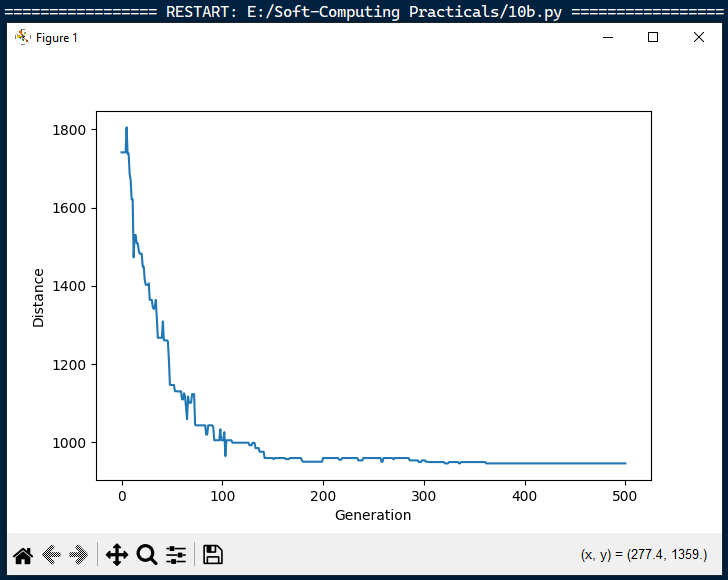 ================= RESTART: E:/Soft-Computing Practicals/10b.py =================
Figure 1
1800
1600
1400
1200
1000
Distance
0 100 200 300 400 500
Generation
(x, y) = (277.4, 1359.)